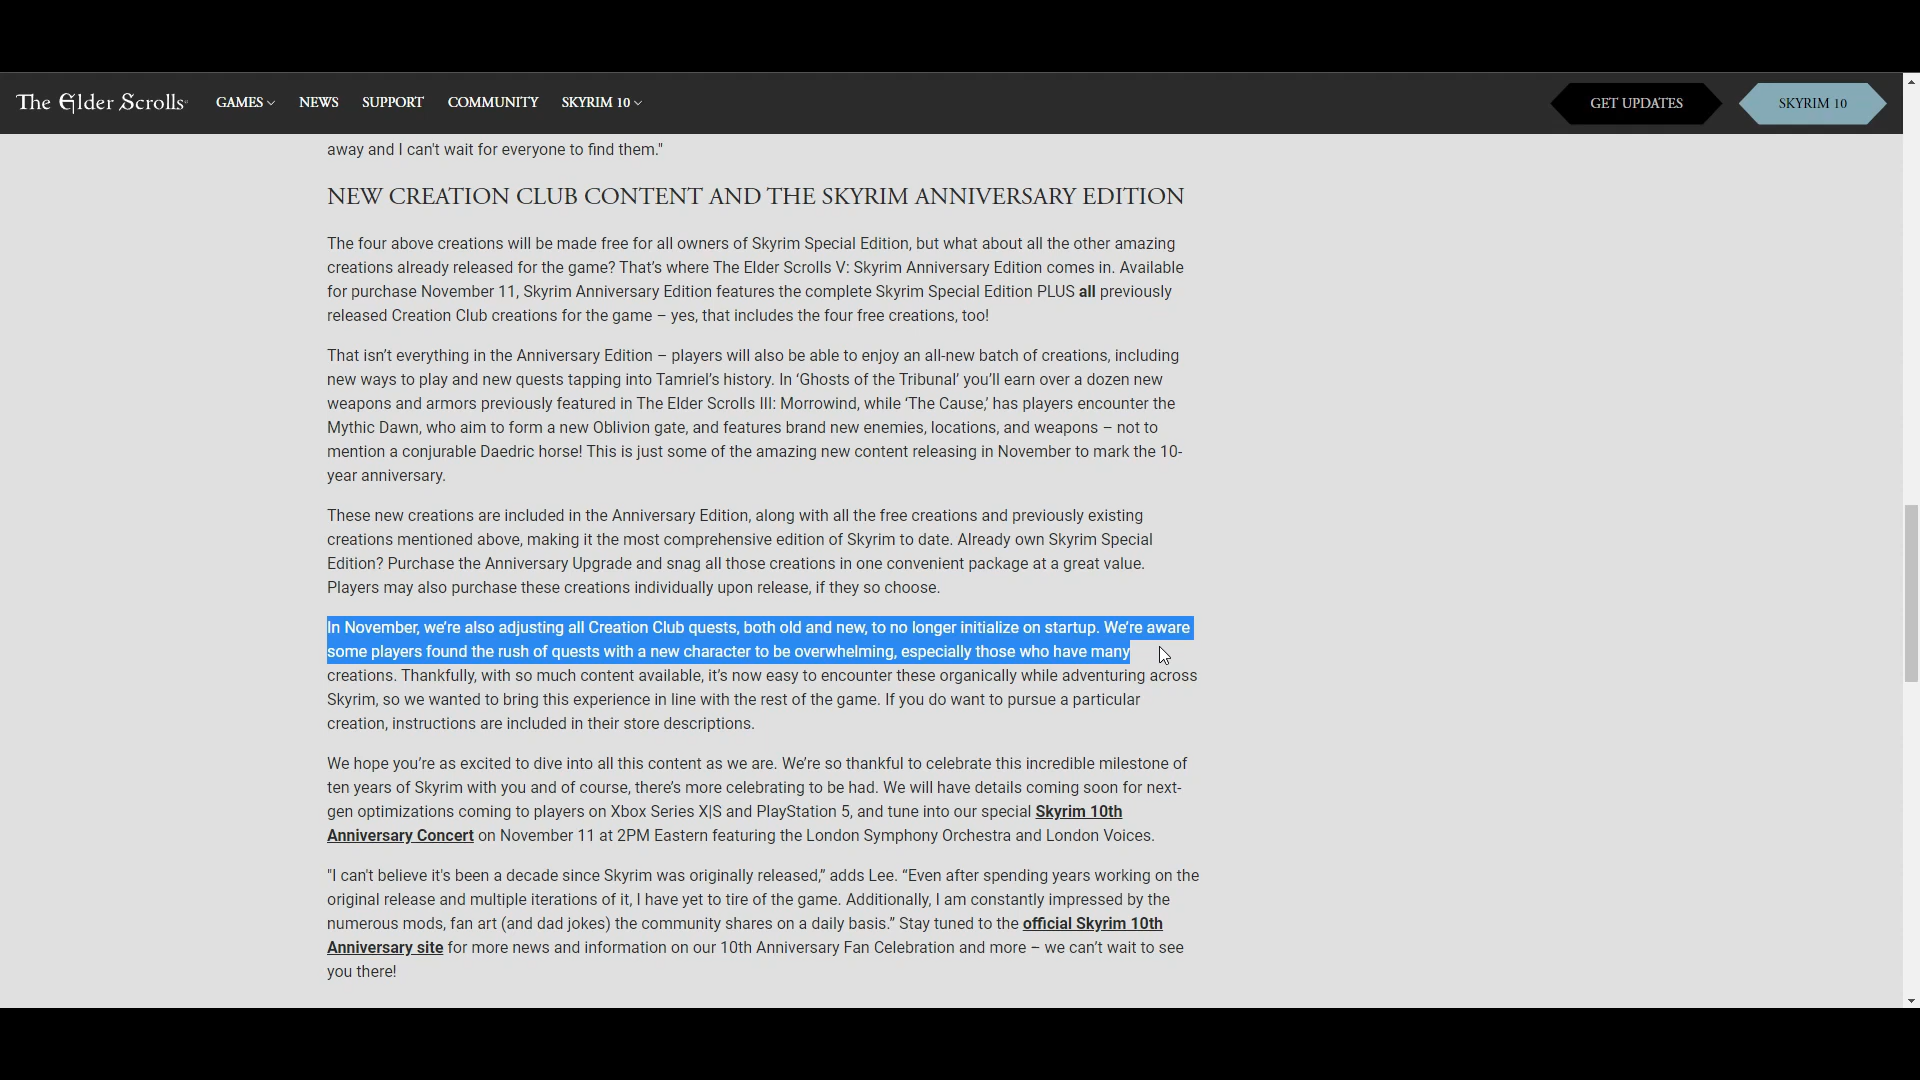 The Elder Scrolls
GAMES NEWS SUPPORT COMMUNITY SKYRIM 10
GET UPDATES SKYRIM 10
away and I can't wait for everyone to find them."
NEW CREATION CLUB CONTENT AND THE SKYRIM ANNIVERSARY EDITION
The four above creations will be made free for all owners of Skyrim Special Edition, but what about all the other amazing
creations already released for the game? That’s where The Elder Scrolls V: Skyrim Anniversary Edition comes in. Available
for purchase November 11, Skyrim Anniversary Edition features the complete Skyrim Special Edition PLUS all previously
released Creation Club creations for the game – yes, that includes the four free creations, too!
That isn’t everything in the Anniversary Edition – players will also be able to enjoy an all-new batch of creations, including
new ways to play and new quests tapping into Tamriel’s history. In ‘Ghosts of the Tribunal’ you’ll earn over a dozen new
weapons and armors previously featured in The Elder Scrolls III: Morrowind, while ‘The Cause,’ has players encounter the
Mythic Dawn, who aim to form a new Oblivion gate, and features brand new enemies, locations, and weapons – not to
mention a conjurable Daedric horse! This is just some of the amazing new content releasing in November to mark the 10-
year anniversary.
These new creations are included in the Anniversary Edition, along with all the free creations and previously existing
creations mentioned above, making it the most comprehensive edition of Skyrim to date. Already own Skyrim Special
Edition? Purchase the Anniversary Upgrade and snag all those creations in one convenient package at a great value.
Players may also purchase these creations individually upon release, if they so choose.
In November, we’re also adjusting all Creation Club quests, both old and new, to no longer initialize on startup. We’re aware
some players found the rush of quests with a new character to be overwhelming, especially those who have many
creations. Thankfully, with so much content available, it’s now easy to encounter these organically while adventuring across
Skyrim, so we wanted to bring this experience in line with the rest of the game. If you do want to pursue a particular
creation, instructions are included in their store descriptions.
We hope you’re as excited to dive into all this content as we are. We’re so thankful to celebrate this incredible milestone of
ten years of Skyrim with you and of course, there’s more celebrating to be had. We will have details coming soon for next-
gen optimizations coming to players on Xbox Series X|S and PlayStation 5, and tune into our special Skyrim 10th
Anniversary Concert on November 11 at 2PM Eastern featuring the London Symphony Orchestra and London Voices.
"I can't believe it's been a decade since Skyrim was originally released,” adds Lee. “Even after spending years working on the
original release and multiple iterations of it, I have yet to tire of the game. Additionally, I am constantly impressed by the
numerous mods, fan art (and dad jokes) the community shares on a daily basis.” Stay tuned to the official Skyrim 10th
Anniversary site for more news and information on our 10th Anniversary Fan Celebration and more – we can’t wait to see
you there!